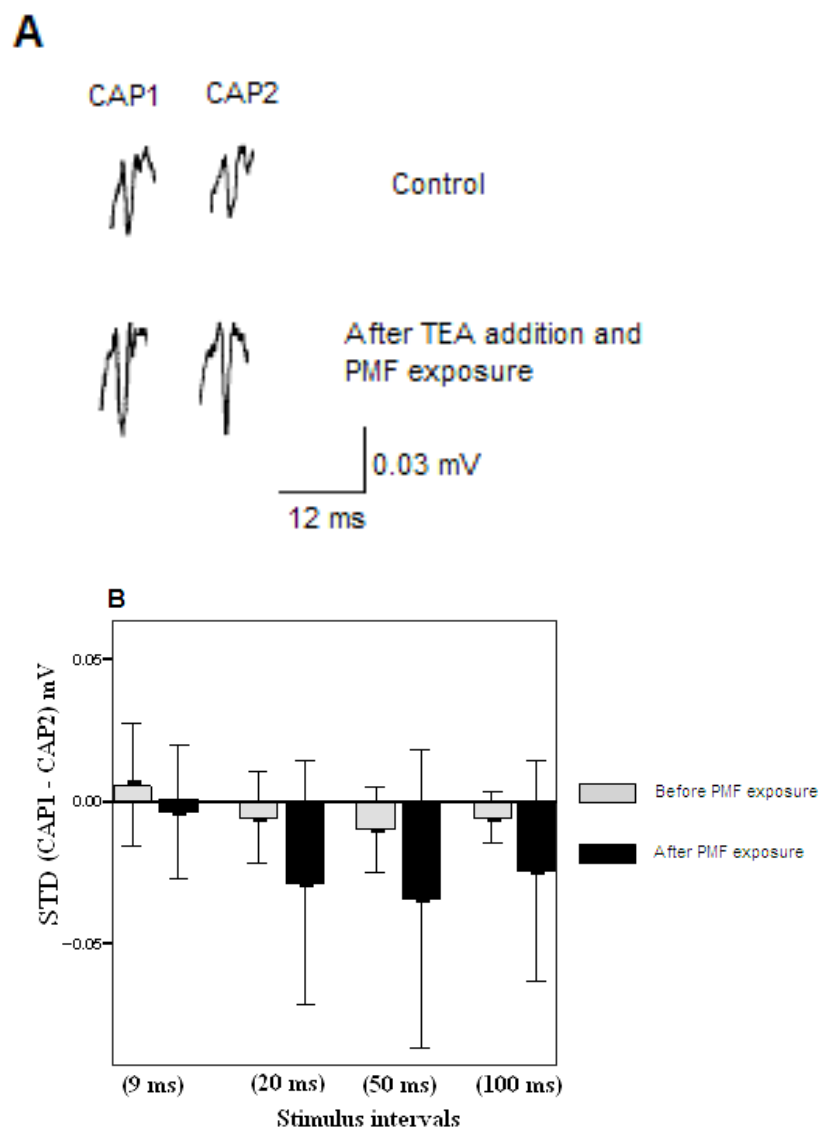 A
CAP1 CAP2
Control
After TEA addition and
PMF exposure
0.03 mV
12 ms
B
STD (CAP1 - CAP2) mV
0.05
0.00
−0.05
Before PMF exposure
After PMF exposure
(9 ms) (20 ms) (50 ms) (100 ms)
Stimulus intervals